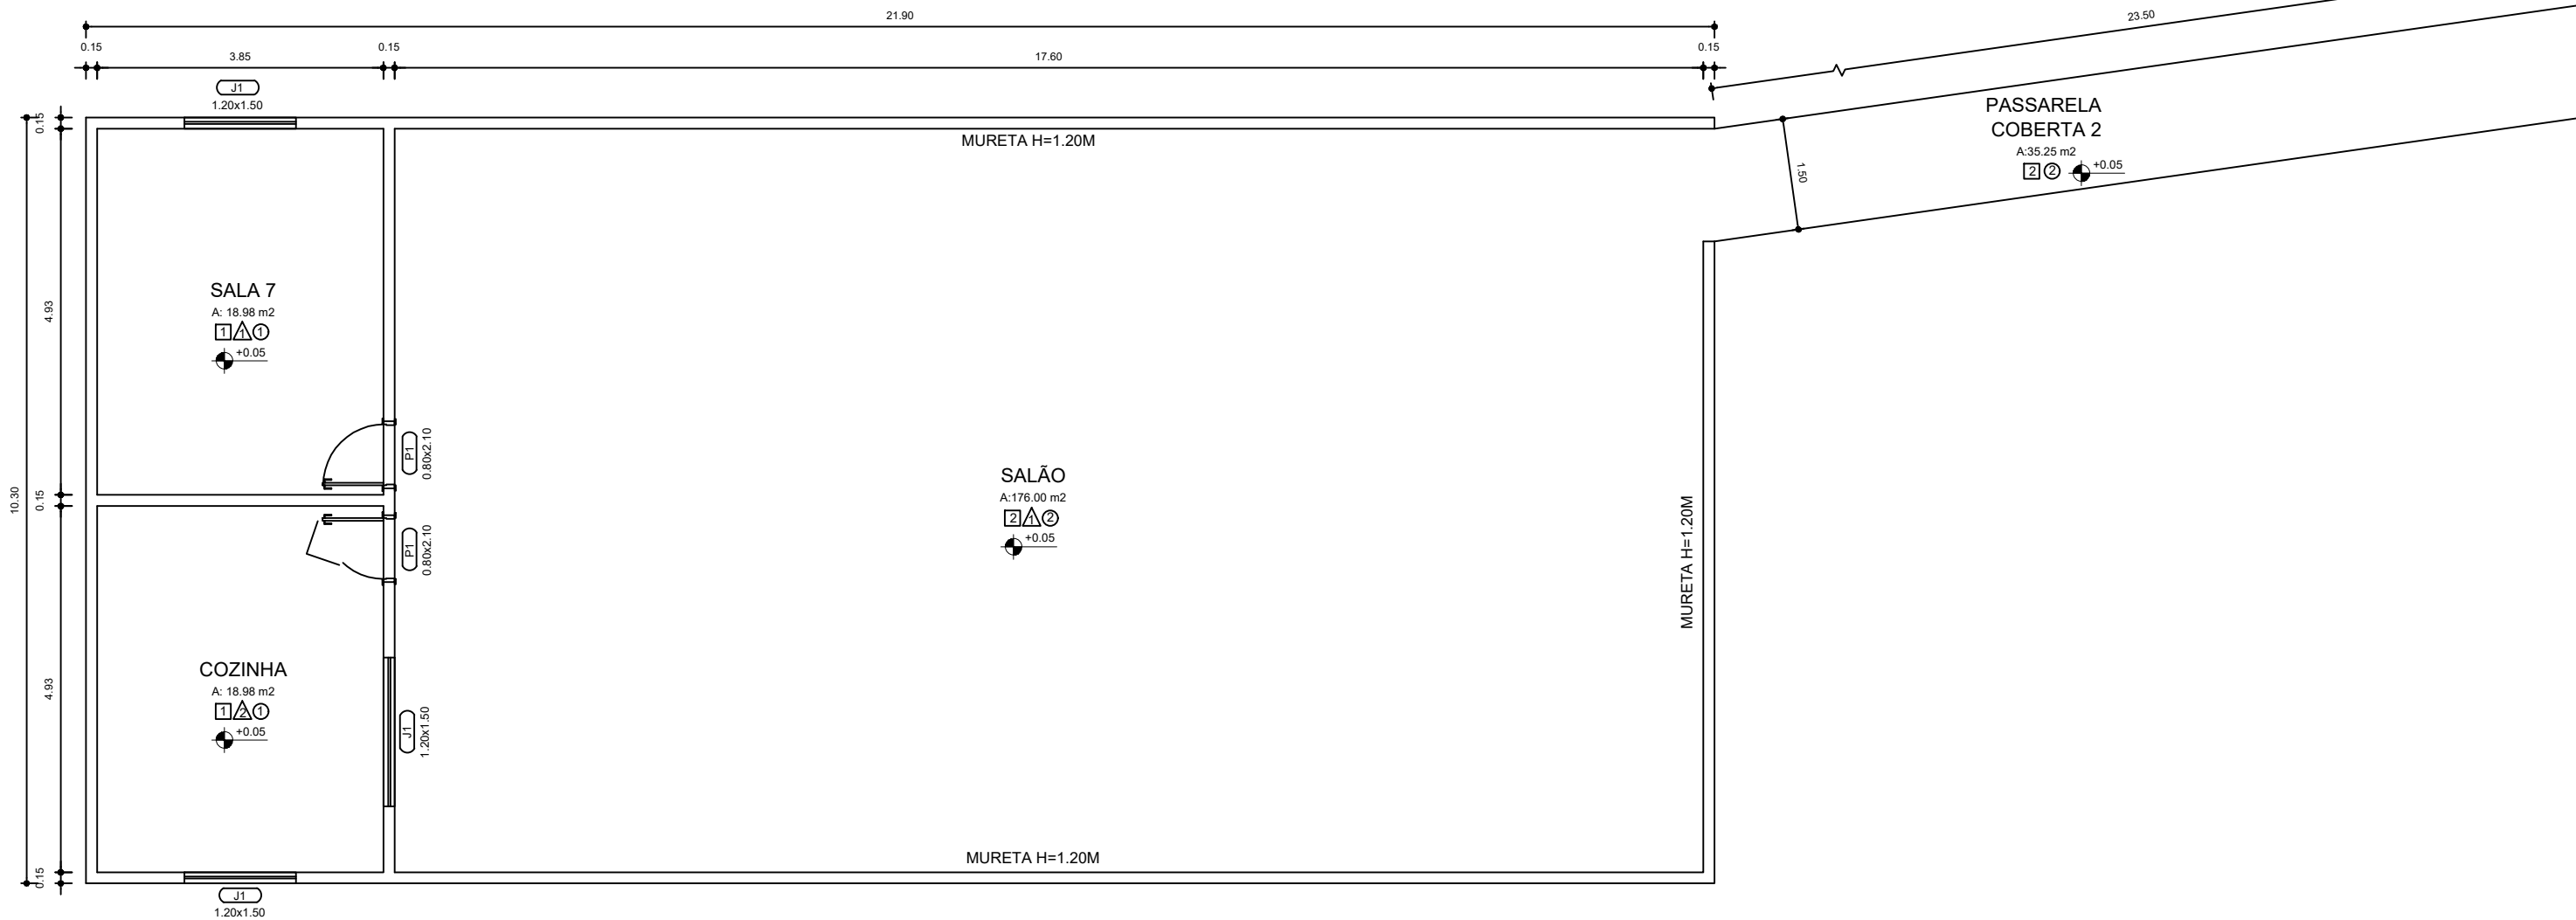 21.90
23.50
0.15
0.15
0.15
3.85
17.60
J1
1.20x1.50
PASSARELA
COBERTA 2
A:35.25 m2
2 2 +0.05
1.50
0.15
MURETA H=1.20M
4.93
SALA 7
A: 18.98 m2
1 1 1
+0.05
P1
0.80x2.10
10.30
0.15
SALÃO
A:176.00 m2
2 1 2
+0.05
MURETA H=1.20M
P1
0.80x2.10
4.93
COZINHA
A: 18.98 m2
1 2 1
+0.05
J1
1.20x1.50
MURETA H=1.20M
0.15
J1
1.20x1.50